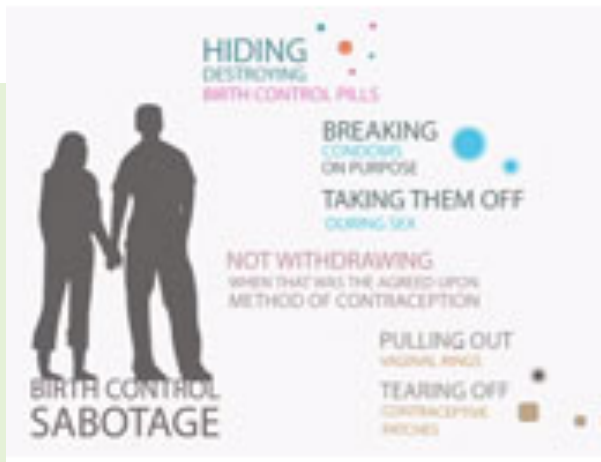 HIDING
DESTROYING
BIRTH CONTROL PILLS
BREAKING
CONDOMS
ON PURPOSE
TAKING THEM OFF
DURING SEX
NOT WITHDRAWING
WHEN THAT WAS THE AGREED UPON
METHOD OF CONTRACEPTION
PULLING OUT
VAGINAL RINGS
TEARING OFF
CONTRACEPTIVE
PATCHES
BIRTH CONTROL
SABOTAGE